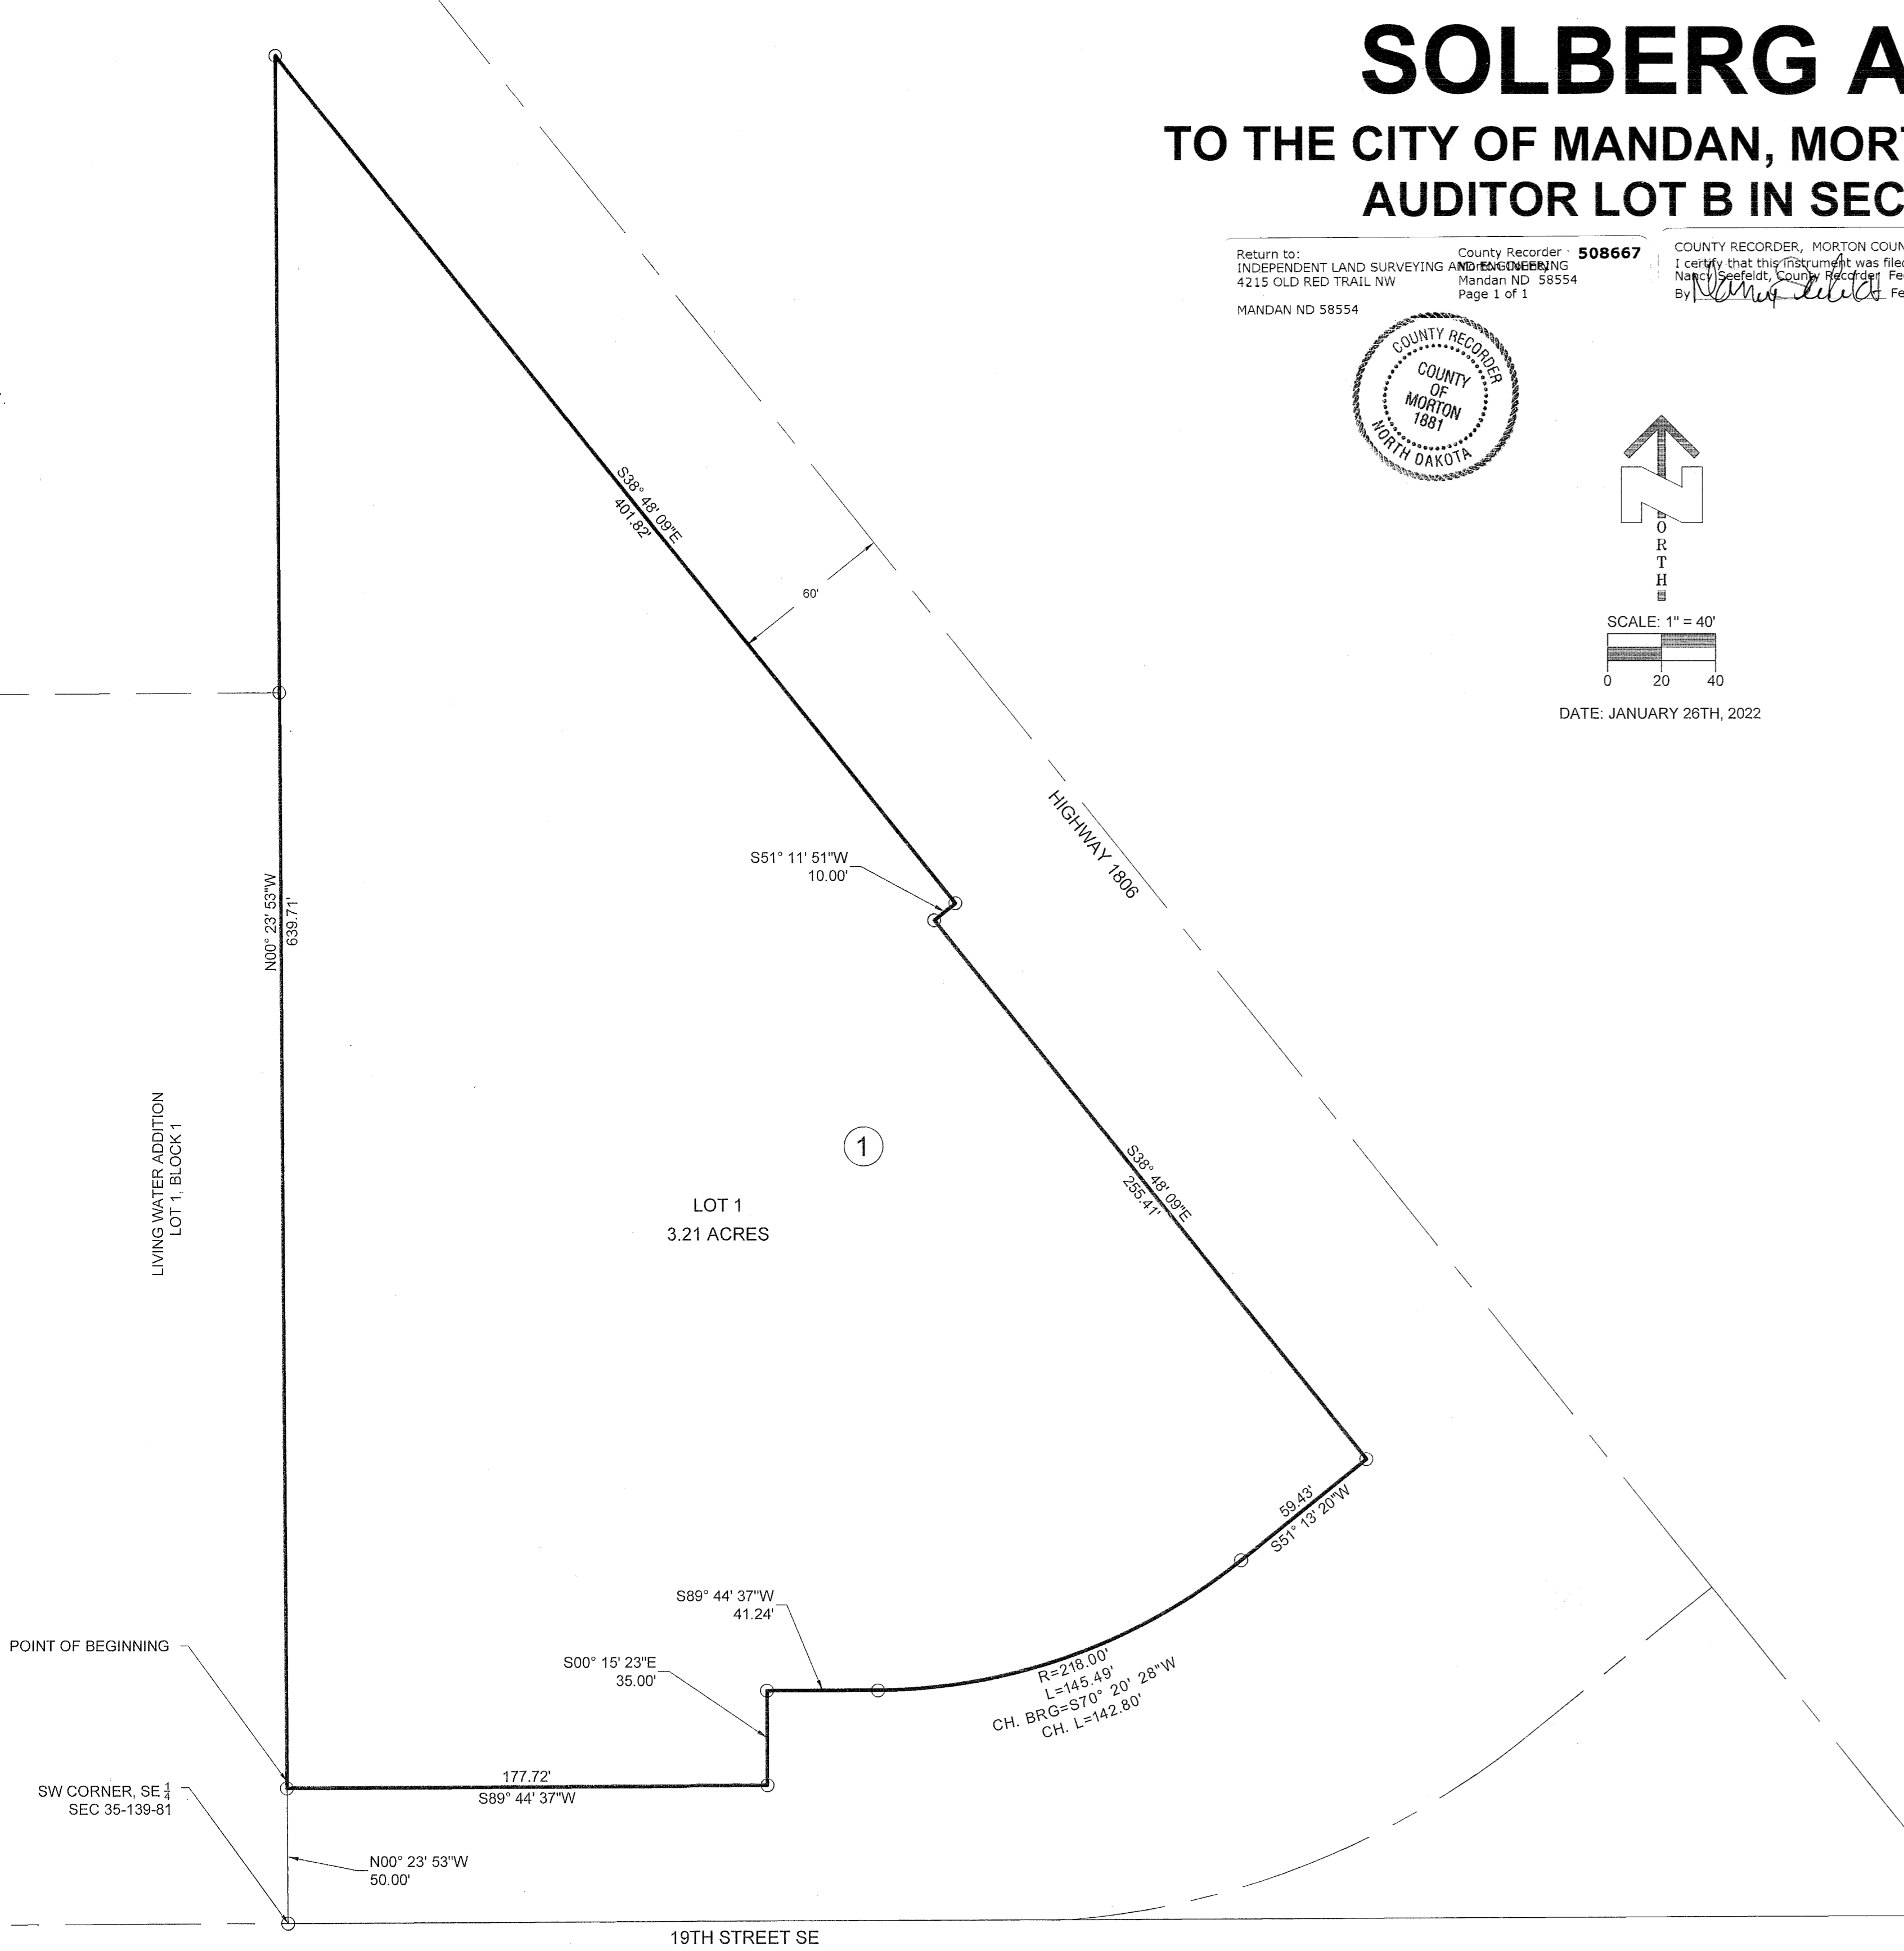 SOLBERG A
TO THE CITY OF MANDAN, MORT
AUDITOR LOT B IN SEC
Return to:
INDEPENDENT LAND SURVEYING AND ENGINEERING
4215 OLD RED TRAIL NW
MANDAN ND 58554
County Recorder 508667
Morton County
Mandan ND 58554
Page 1 of 1
COUNTY RECORDER, MORTON COUN
I certify that this instrument was filed
Nancy Seefeldt, County Recorder Fe
By Nancy Seefeldt Fe
COUNTY RECORDER
COUNTY
OF
MORTON
1881
NORTH DAKOTA
N
O
R
T
H
SCALE: 1" = 40'
0 20 40
DATE: JANUARY 26TH, 2022
S38° 48' 09"E
401.82'
60'
HIGHWAY 1806
S51° 11' 51"W
10.00'
N00° 23' 53"W
639.71'
LIVING WATER ADDITION
LOT 1, BLOCK 1
1
LOT 1
3.21 ACRES
S38° 48' 09"E
255.41'
59.43'
S51° 13' 20"W
S89° 44' 37"W
41.24'
R=218.00'
L=145.49'
CH. BRG=S70° 20' 28"W
CH. L=142.80'
S00° 15' 23"E
35.00'
POINT OF BEGINNING
177.72'
S89° 44' 37"W
SW CORNER, SE 1/4
SEC 35-139-81
N00° 23' 53"W
50.00'
19TH STREET SE